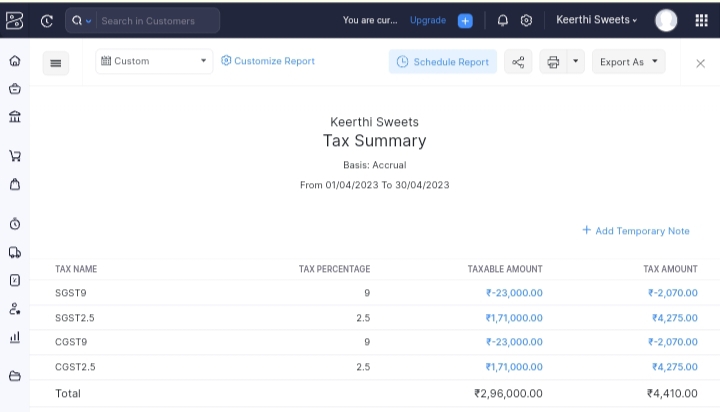 Search in Customers
You are cur... Upgrade
Keerthi Sweets
Custom
Customize Report
Schedule Report
Export As
Keerthi Sweets
Tax Summary
Basis: Accrual
From 01/04/2023 To 30/04/2023
+ Add Temporary Note
TAX NAME TAX PERCENTAGE TAXABLE AMOUNT TAX AMOUNT
SGST9 9 ₹-23,000.00 ₹-2,070.00
SGST2.5 2.5 ₹1,71,000.00 ₹4,275.00
CGST9 9 ₹-23,000.00 ₹-2,070.00
CGST2.5 2.5 ₹1,71,000.00 ₹4,275.00
Total ₹2,96,000.00 ₹4,410.00